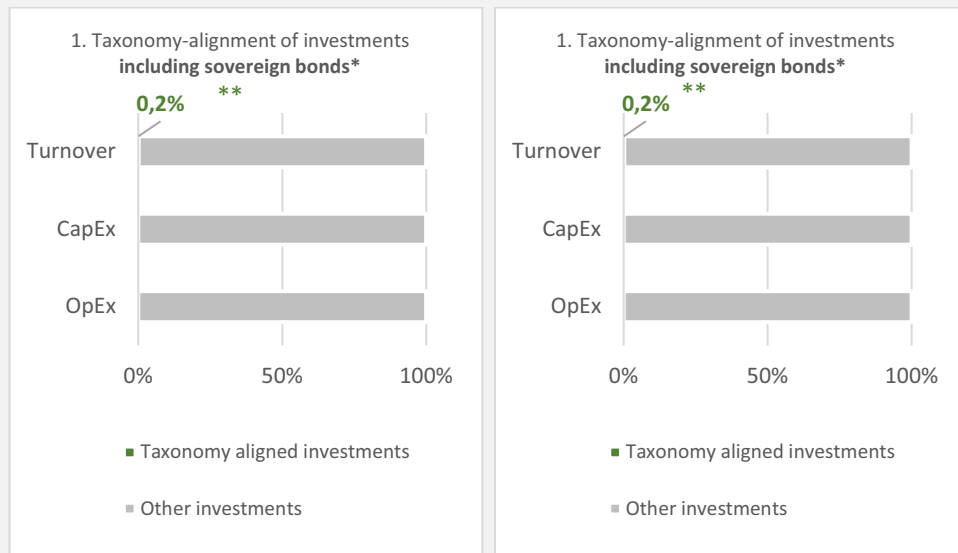 1. Taxonomy-alignment of investments
including sovereign bonds*
0,2% **
Turnover
CapEx
OpEx
0% 50% 100%
Taxonomy aligned investments
Other investments
1. Taxonomy-alignment of investments
including sovereign bonds*
0,2% **
Turnover
CapEx
OpEx
0% 50% 100%
Taxonomy aligned investments
Other investments